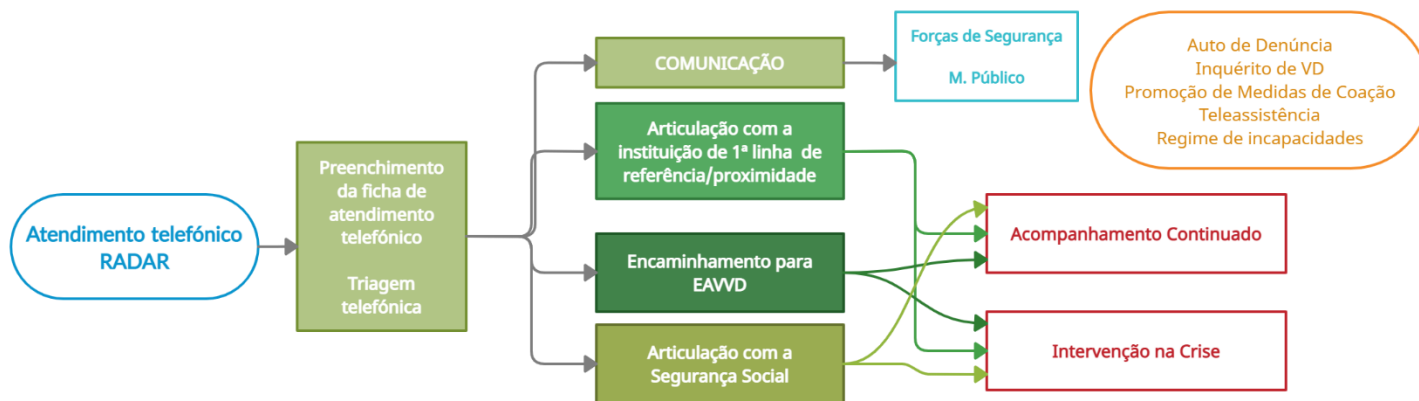 Atendimento telefónico
RADAR
Preenchimento
da ficha de
atendimento
telefónico
Triagem
telefónica
COMUNICAÇÃO
Articulação com a
instituição de 1ª linha de
referência/proximidade
Encaminhamento para
EAVVD
Articulação com a
Segurança Social
Forças de Segurança
M. Público
Auto de Denúncia
Inquérito de VD
Promoção de Medidas de Coação
Teleassistência
Regime de incapacidades
Acompanhamento Continuado
Intervenção na Crise